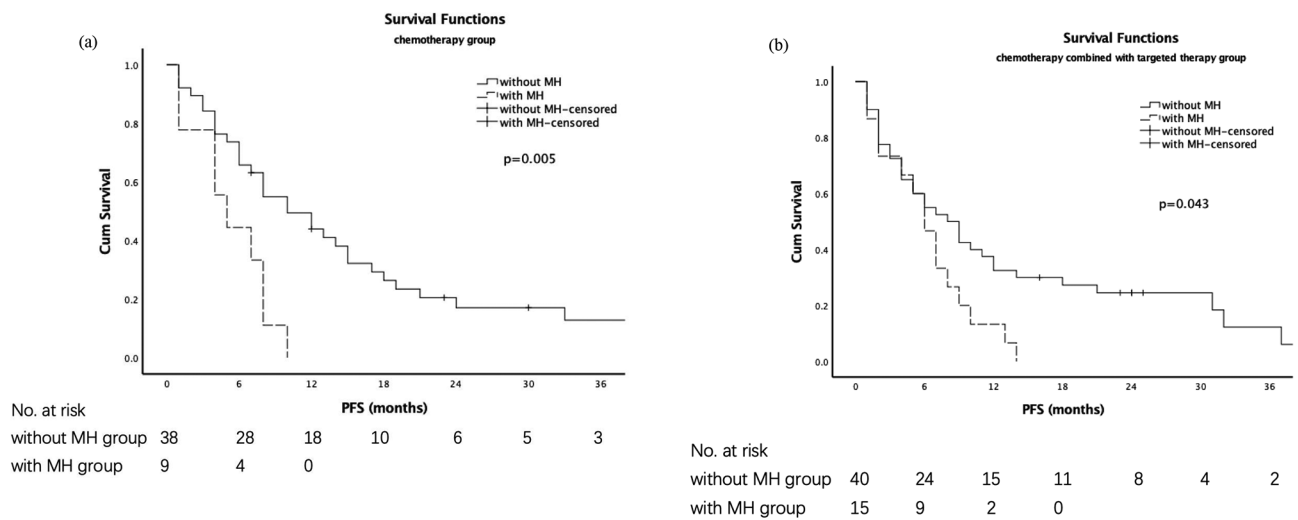 (a)
Survival Functions
chemotherapy group
without MH
with MH
without MH-censored
with MH-censored
p=0.005
Cum Survival
1.0
0.8
0.6
0.4
0.2
0.0
0 6 12 18 24 30 36
PFS (months)
No. at risk
without MH group 38 28 18 10 6 5 3
with MH group 9 4 0
(b)
Survival Functions
chemotherapy combined with targeted therapy group
without MH
with MH
without MH-censored
with MH-censored
p=0.043
Cum Survival
1.0
0.8
0.6
0.4
0.2
0.0
0 6 12 18 24 30 36
PFS (months)
No. at risk
without MH group 40 24 15 11 8 4 2
with MH group 15 9 2 0